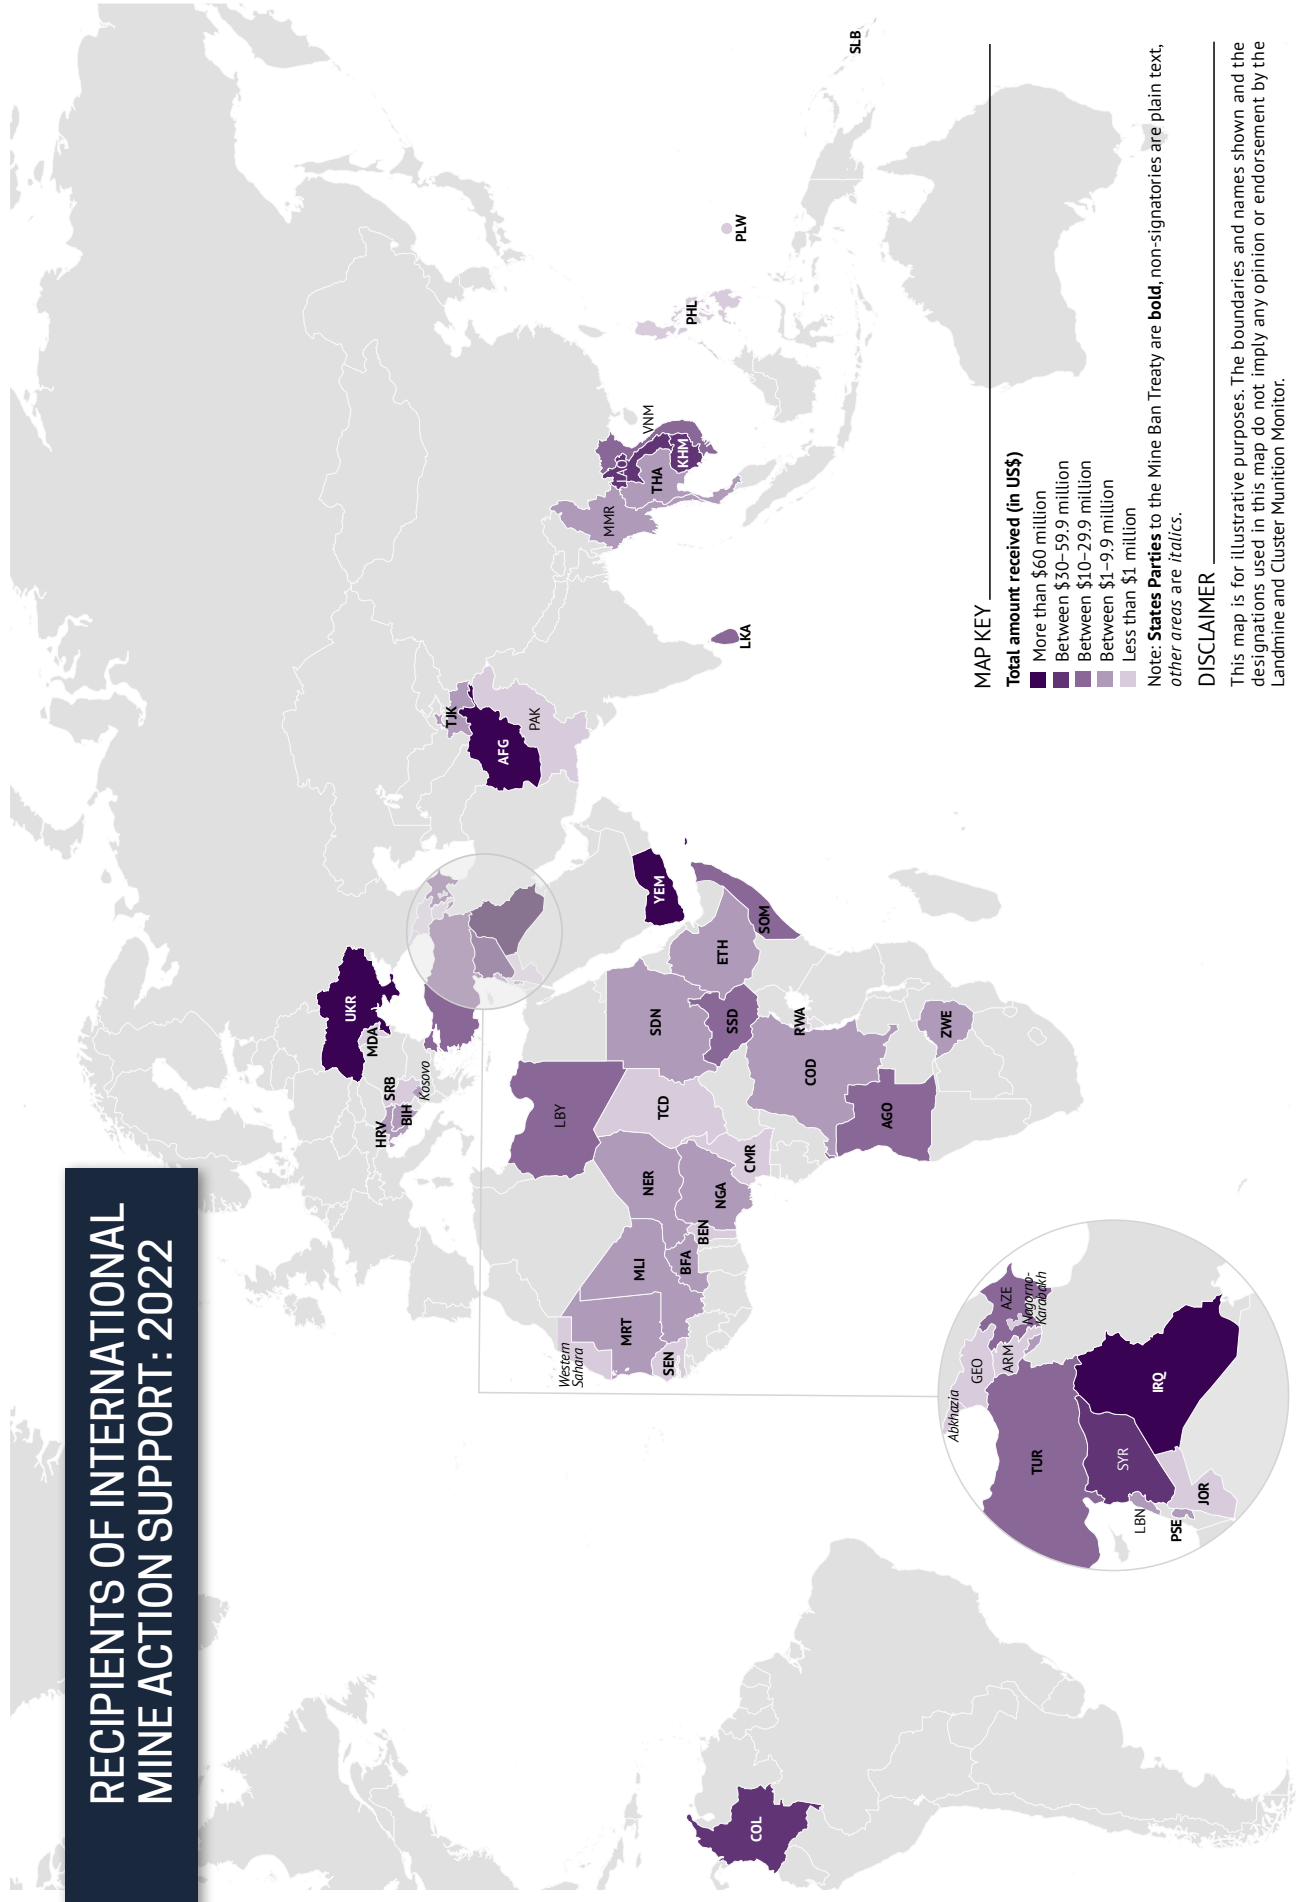 RECIPIENTS OF INTERNATIONAL
MINE ACTION SUPPORT: 2022
UKR
MDA
SRB
HRV
BIH
Kosovo
TJK
AFG
PAK
LAOS
VNM
KHM
THA
MMR
PHL
PLW
SLB
LKA
YEM
SOM
ETH
SDN
SSD
RWA
COD
ZWE
AGO
LBY
TCD
CMR
NER
NGA
BEN
BFA
MLI
MRT
SEN
Western
Sahara
COL
Abkhazia
GEO
ARM
AZE
Nagorno-
Karabakh
TUR
SYR
IRQ
LBN
PSE
JOR
MAP KEY
Total amount received (in US$)
More than $60 million
Between $30–59.9 million
Between $10–29.9 million
Between $1–9.9 million
Less than $1 million
Note: States Parties to the Mine Ban Treaty are bold, non-signatories are plain text,
other areas are italics.
DISCLAIMER
This map is for illustrative purposes. The boundaries and names shown and the
designations used in this map do not imply any opinion or endorsement by the
Landmine and Cluster Munition Monitor.